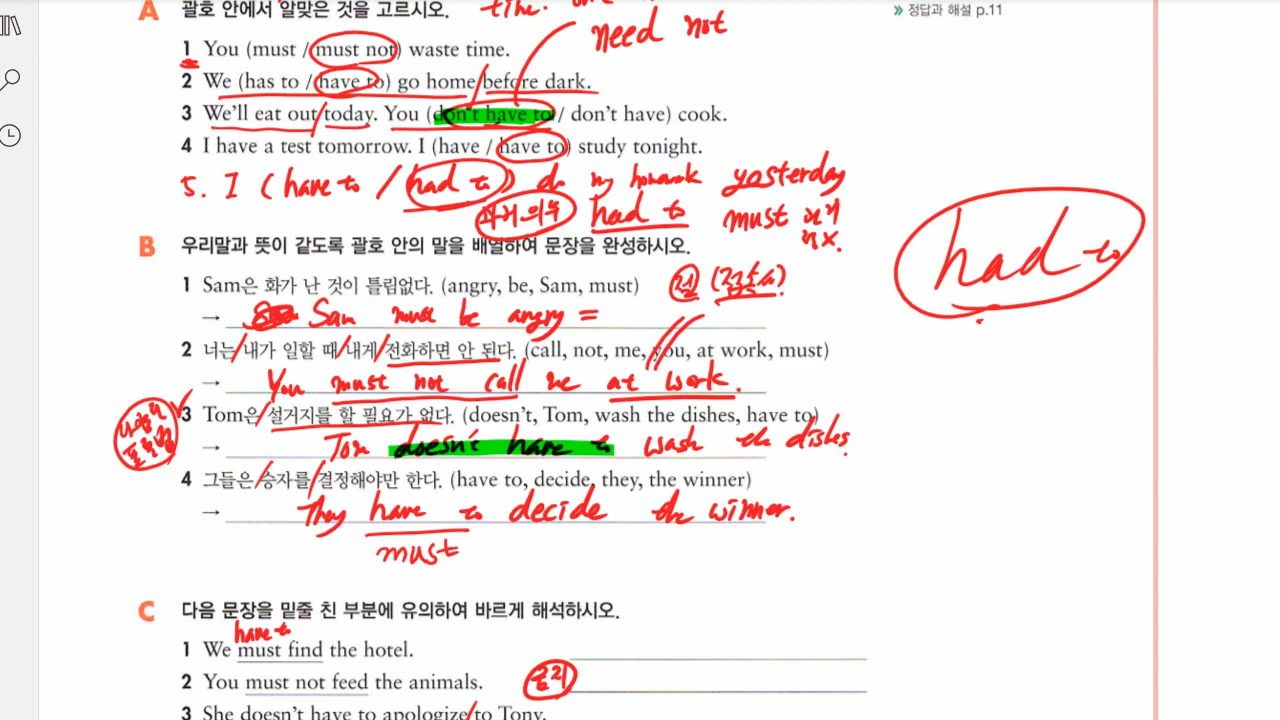 A 괄호 안에서 알맞은 것을 고르시오.
» 정답과 해설 p.11
need not
1 You (must / must not) waste time.
2 We (has to / have to) go home before dark.
3 We'll eat out today. You (don't have to / don't have) cook.
4 I have a test tomorrow. I (have / have to) study tonight.
5. I (have to / had to) do my homework yesterday
과거 의무 had to must
had to
B 우리말과 뜻이 같도록 괄호 안의 말을 배열하여 문장을 완성하시오.
1 Sam은 화가 난 것이 틀림없다. (angry, be, Sam, must)
→ Sam must be angry =
2 너는 내가 일할 때 내게 전화하면 안 된다. (call, not, me, you, at work, must)
→ You must not call me at work.
3 Tom은 설거지를 할 필요가 없다. (doesn't, Tom, wash the dishes, have to)
→ Tom doesn't have to wash the dishes.
4 그들은 승자를 결정해야만 한다. (have to, decide, they, the winner)
→ They have to decide the winner.
must
C 다음 문장을 밑줄 친 부분에 유의하여 바르게 해석하시오.
have to
1 We must find the hotel.
2 You must not feed the animals. 금지
3 She doesn't have to apologize to Tony.